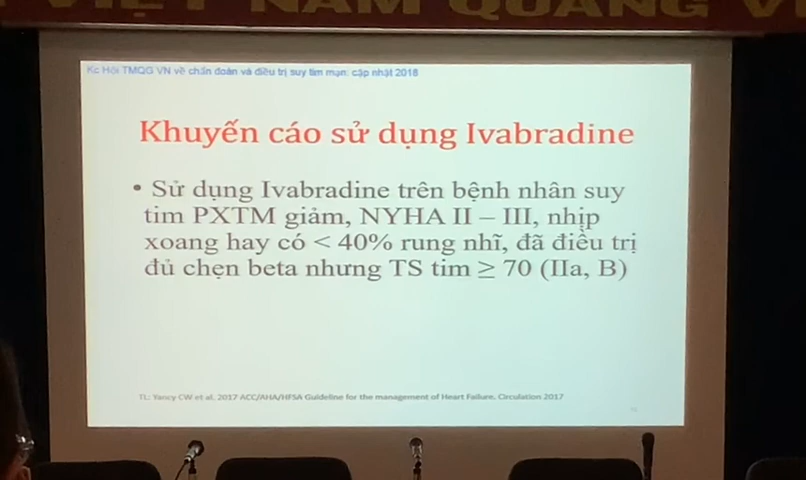 VIỆT NAM QUANG V
Kc Hội TMQG VN về chẩn đoán và điều trị suy tim mạn: cập nhật 2018
Khuyến cáo sử dụng Ivabradine
• Sử dụng Ivabradine trên bệnh nhân suy
tim PXTM giảm, NYHA II – III, nhịp
xoang hay có < 40% rung nhĩ, đã điều trị
đủ chẹn beta nhưng TS tim ≥ 70 (IIa, B)
TL: Yancy CW et al. 2017 ACC/AHA/HFSA Guideline for the management of Heart Failure. Circulation 2017